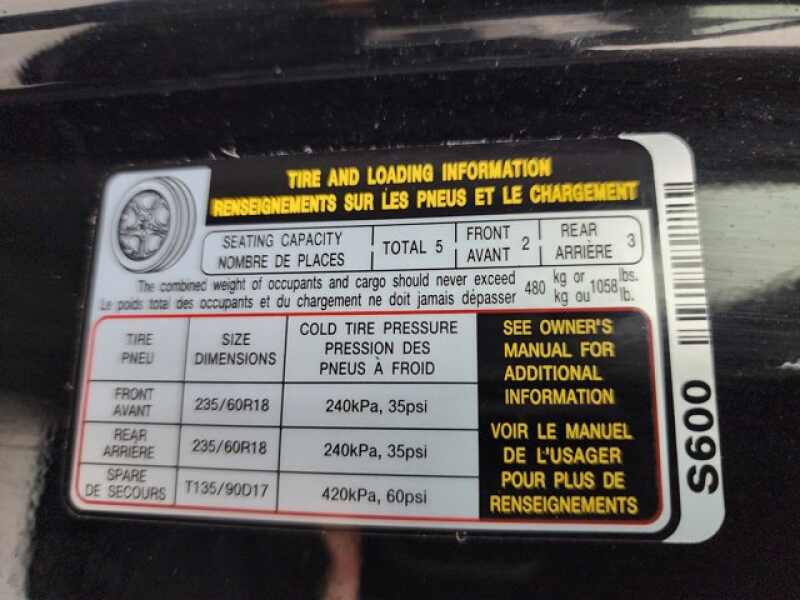 TIRE AND LOADING INFORMATION
RENSEIGNEMENTS SUR LES PNEUS ET LE CHARGEMENT
SEATING CAPACITY
NOMBRE DE PLACES
TOTAL 5
FRONT
AVANT 2
REAR
ARRIÈRE 3
The combined weight of occupants and cargo should never exceed 480 kg or 1058 lbs.
Le poids total des occupants et du chargement ne doit jamais dépasser kg ou lb.
TIRE
PNEU
SIZE
DIMENSIONS
COLD TIRE PRESSURE
PRESSION DES
PNEUS À FROID
FRONT
AVANT
235/60R18
240kPa, 35psi
REAR
ARRIÈRE
235/60R18
240kPa, 35psi
SPARE
DE SECOURS
T135/90D17
420kPa, 60psi
SEE OWNER'S
MANUAL FOR
ADDITIONAL
INFORMATION
VOIR LE MANUEL
DE L'USAGER
POUR PLUS DE
RENSEIGNEMENTS
S600